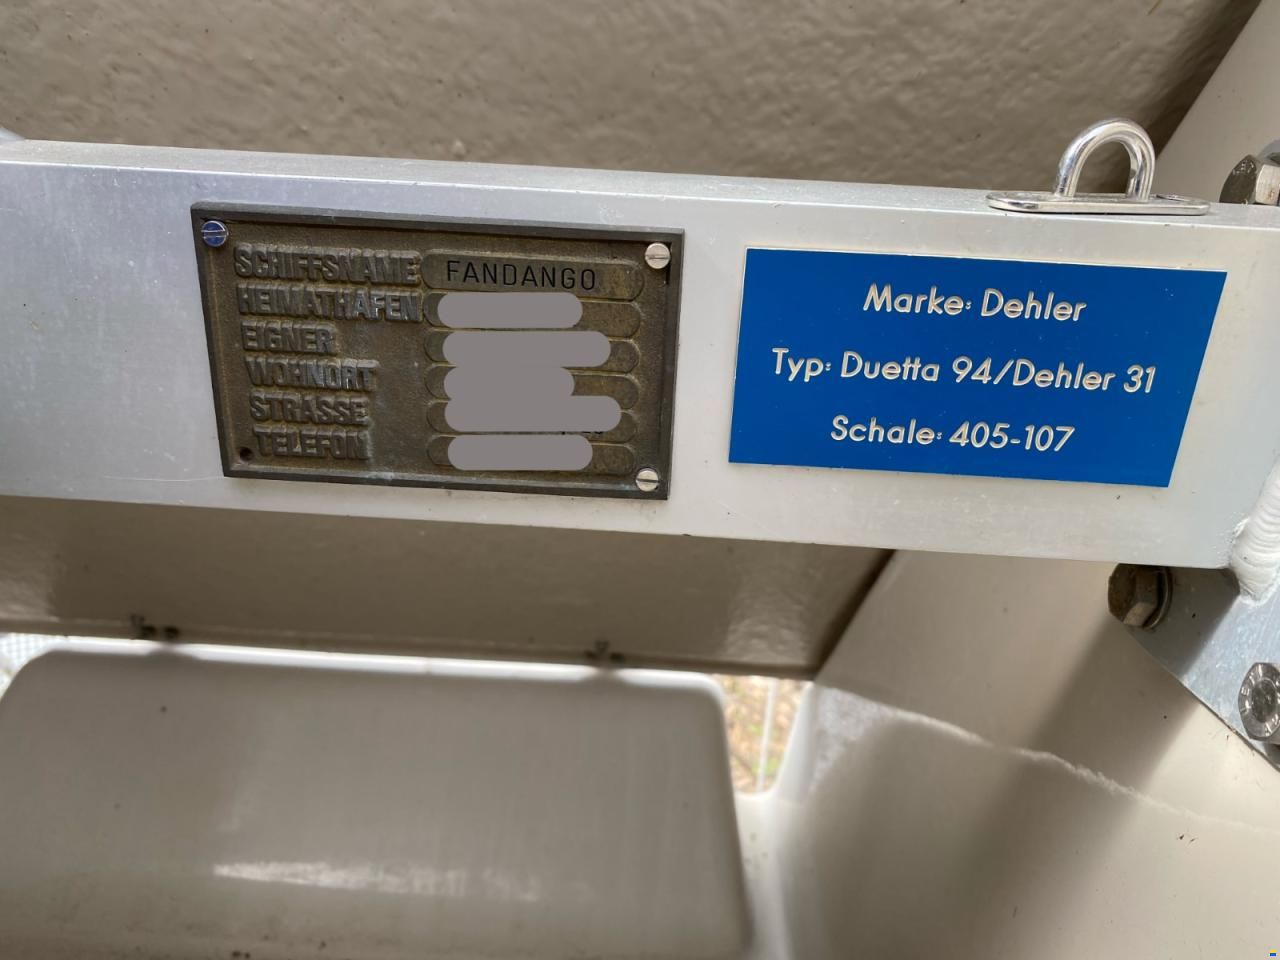 SCHIFFSNAME FANDANGO
HEIMATHAFEN
EIGNER
WOHNORT
STRASSE
TELEFON
Marke: Dehler
Typ: Duetta 94/Dehler 31
Schale: 405-107